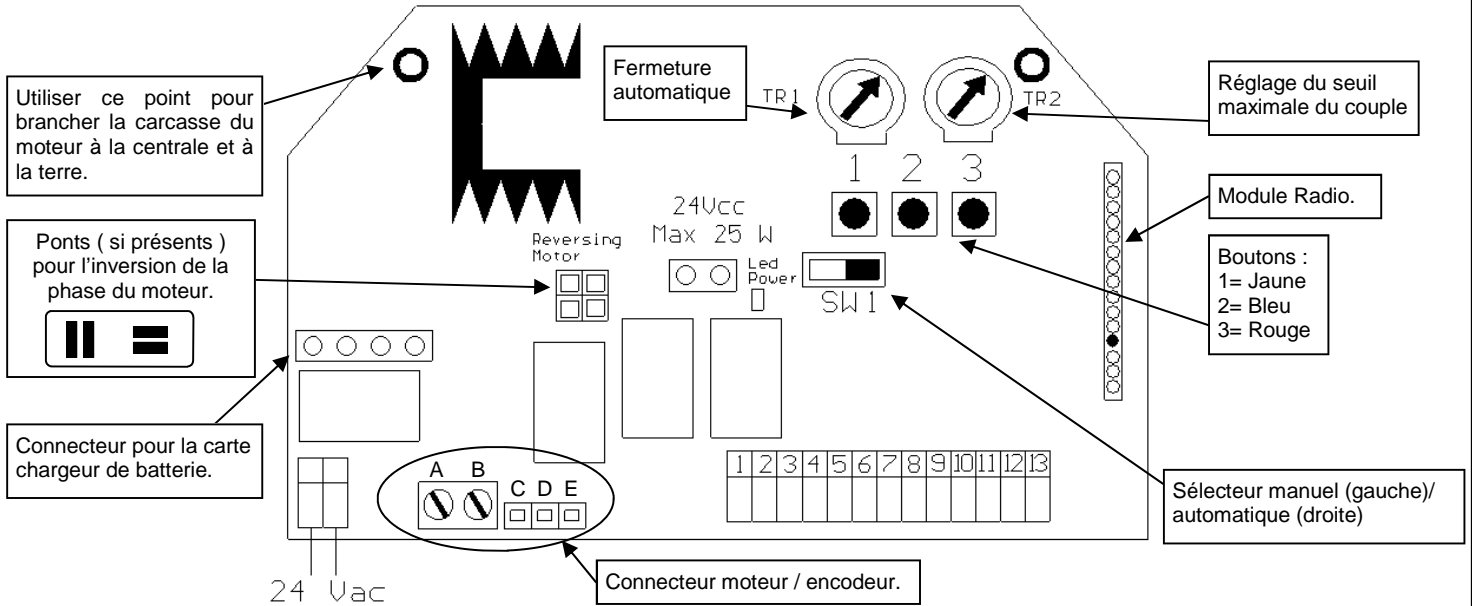 Utiliser ce point pour
brancher la carcasse du
moteur à la centrale et à
la terre.
Fermeture
automatique
TR1
TR2
Réglage du seuil
maximale du couple
1 2 3
Module Radio.
Ponts ( si présents )
pour l'inversion de la
phase du moteur.
Reversing
Motor
24Vcc
Max 25 W
Led
Power
SW1
Boutons :
1= Jaune
2= Bleu
3= Rouge
Connecteur pour la carte
chargeur de batterie.
A B
C D E
1 2 3 4 5 6 7 8 9 10 11 12 13
Sélecteur manuel (gauche)/
automatique (droite)
Connecteur moteur / encodeur.
24 Vac